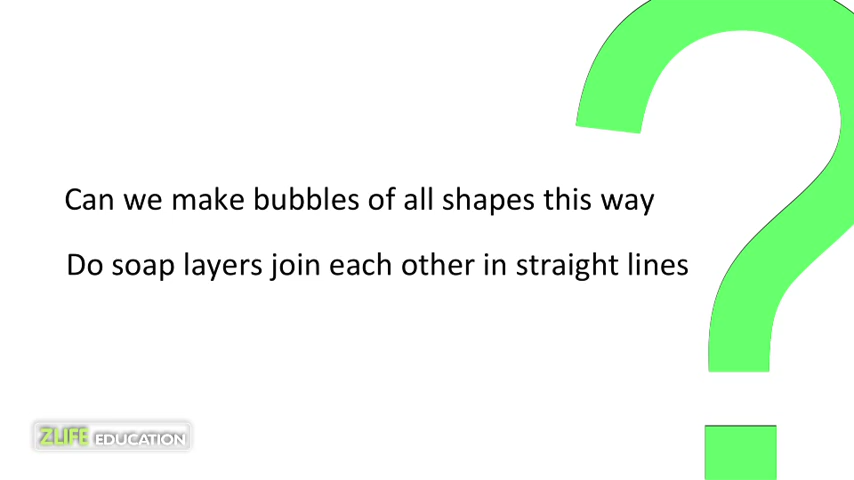 Can we make bubbles of all shapes this way
Do soap layers join each other in straight lines
ZLIFE EDUCATION